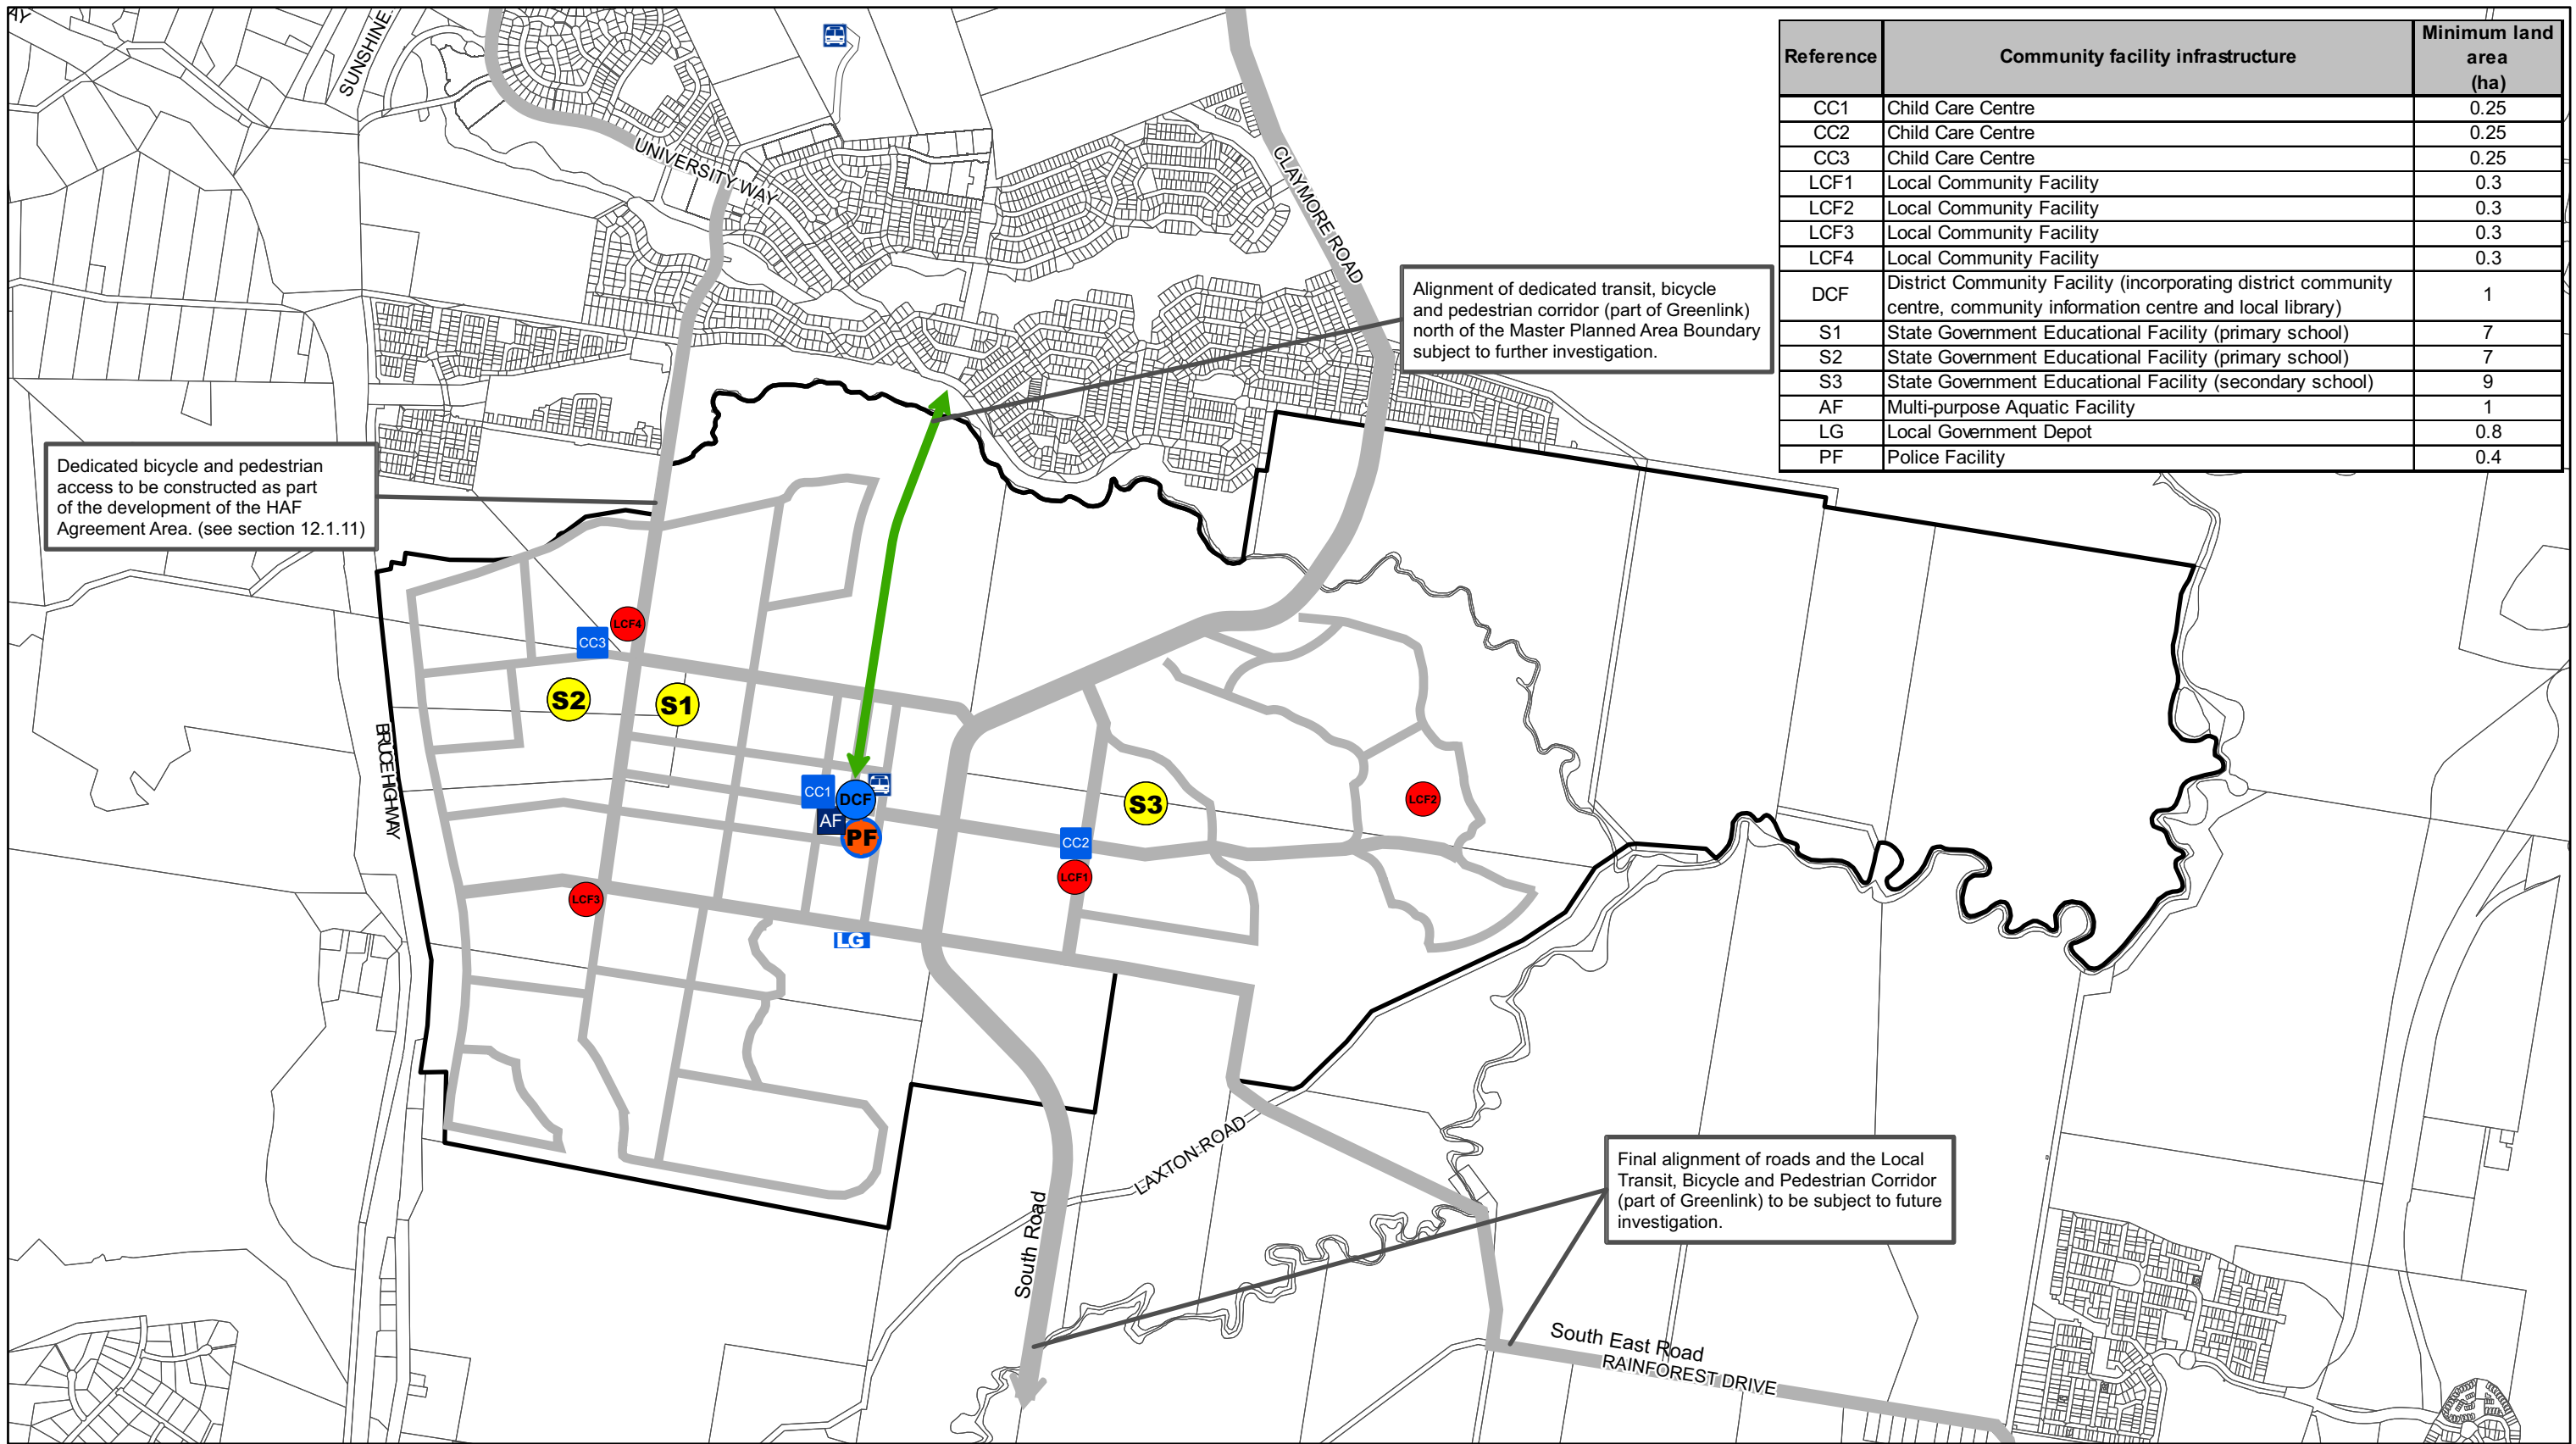 AY
SUNSHINE
UNIVERSITY WAY
CLAYMORE ROAD
Reference Community facility infrastructure Minimum land area (ha)
CC1 Child Care Centre 0.25
CC2 Child Care Centre 0.25
CC3 Child Care Centre 0.25
LCF1 Local Community Facility 0.3
LCF2 Local Community Facility 0.3
LCF3 Local Community Facility 0.3
LCF4 Local Community Facility 0.3
DCF District Community Facility (incorporating district community
centre, community information centre and local library) 1
S1 State Government Educational Facility (primary school) 7
S2 State Government Educational Facility (primary school) 7
S3 State Government Educational Facility (secondary school) 9
AF Multi-purpose Aquatic Facility 1
LG Local Government Depot 0.8
PF Police Facility 0.4
Alignment of dedicated transit, bicycle
and pedestrian corridor (part of Greenlink)
north of the Master Planned Area Boundary
subject to further investigation.
Dedicated bicycle and pedestrian
access to be constructed as part
of the development of the HAF
Agreement Area. (see section 12.1.11)
LCF4
CC3
S2
S1
BRUCE HIGHWAY
CC1
DCF
AF
PF
S3
LCF2
CC2
LCF1
LCF3
LG
LAXTON ROAD
South Road
Final alignment of roads and the Local
Transit, Bicycle and Pedestrian Corridor
(part of Greenlink) to be subject to future
investigation.
South East Road
RAINFOREST DRIVE